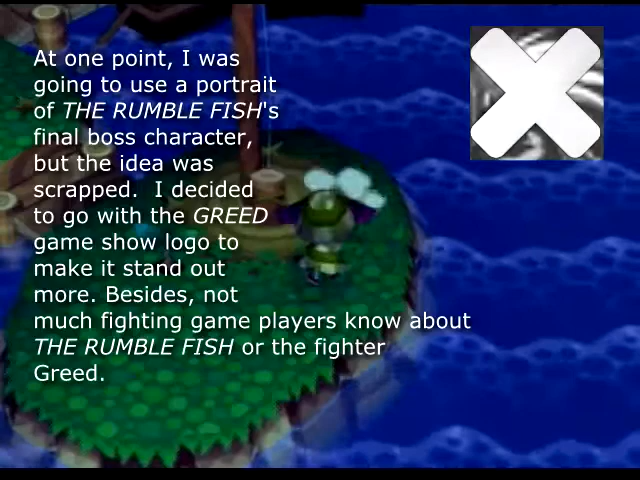 At one point, I was
going to use a portrait
of THE RUMBLE FISH's
final boss character,
but the idea was
scrapped.  I decided
to go with the GREED
game show logo to
make it stand out
more. Besides, not
much fighting game players know about
THE RUMBLE FISH or the fighter
Greed.